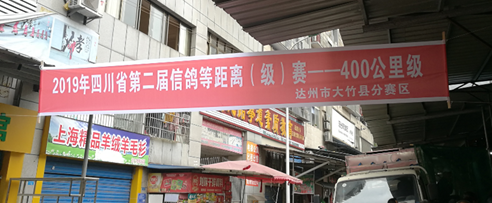 2019年四川省第二届信鸽等距离（级）赛——400公里级
达州市大竹县分赛区
上海精品羊绒羊毛衫